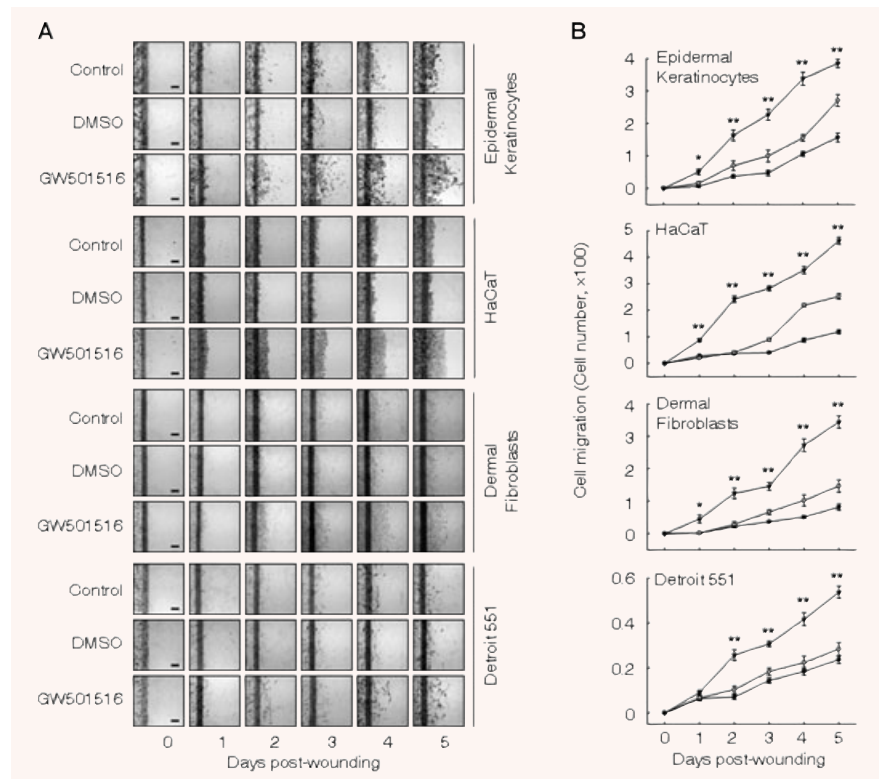 A
Control
DMSO
GW501516
Epidermal
Keratinocytes
Control
DMSO
GW501516
HaCaT
Control
DMSO
GW501516
Dermal
Fibroblasts
Control
DMSO
GW501516
Detroit 551
0 1 2 3 4 5
Days post-wounding
B
Cell migration (Cell number, x100)
Epidermal
Keratinocytes
4
3
2
1
0
* ** ** ** **
HaCaT
5
4
3
2
1
0
** ** ** ** **
Dermal
Fibroblasts
4
3
2
1
0
* ** ** ** **
Detroit 551
0.6
0.4
0.2
0
** ** ** **
0 1 2 3 4 5
Days post-wounding